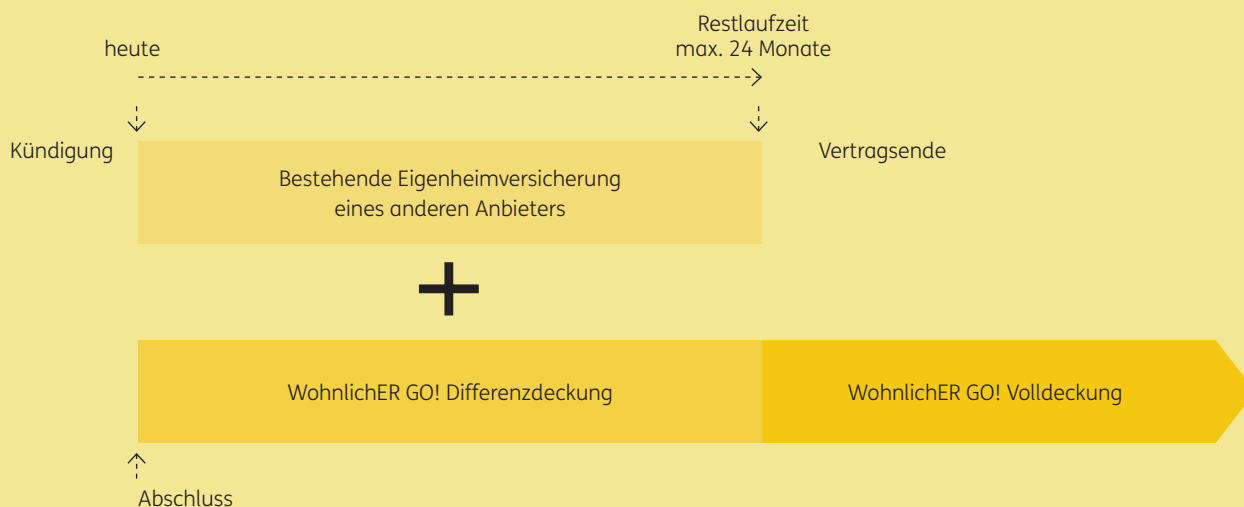 Restlaufzeit
heute
max. 24 Monate
Kündigung
Vertragsende
Bestehende Eigenheimversicherung
eines anderen Anbieters
WohnlichER GO! Differenzdeckung
WohnlichER GO! Volldeckung
Abschluss